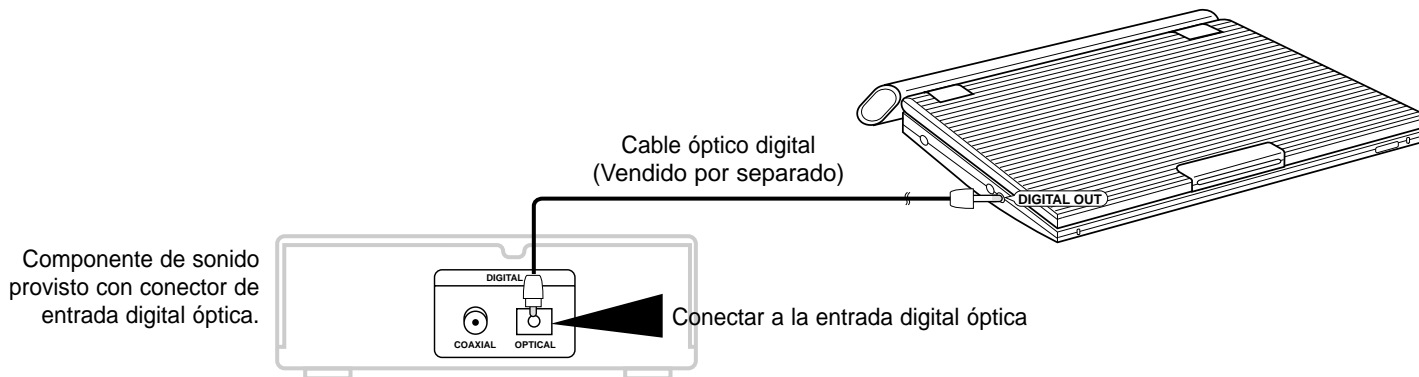 Cable óptico digital
(Vendido por separado)
DIGITAL OUT
Componente de sonido
provisto con conector de
entrada digital óptica.
DIGITAL
COAXIAL
OPTICAL
Conectar a la entrada digital óptica